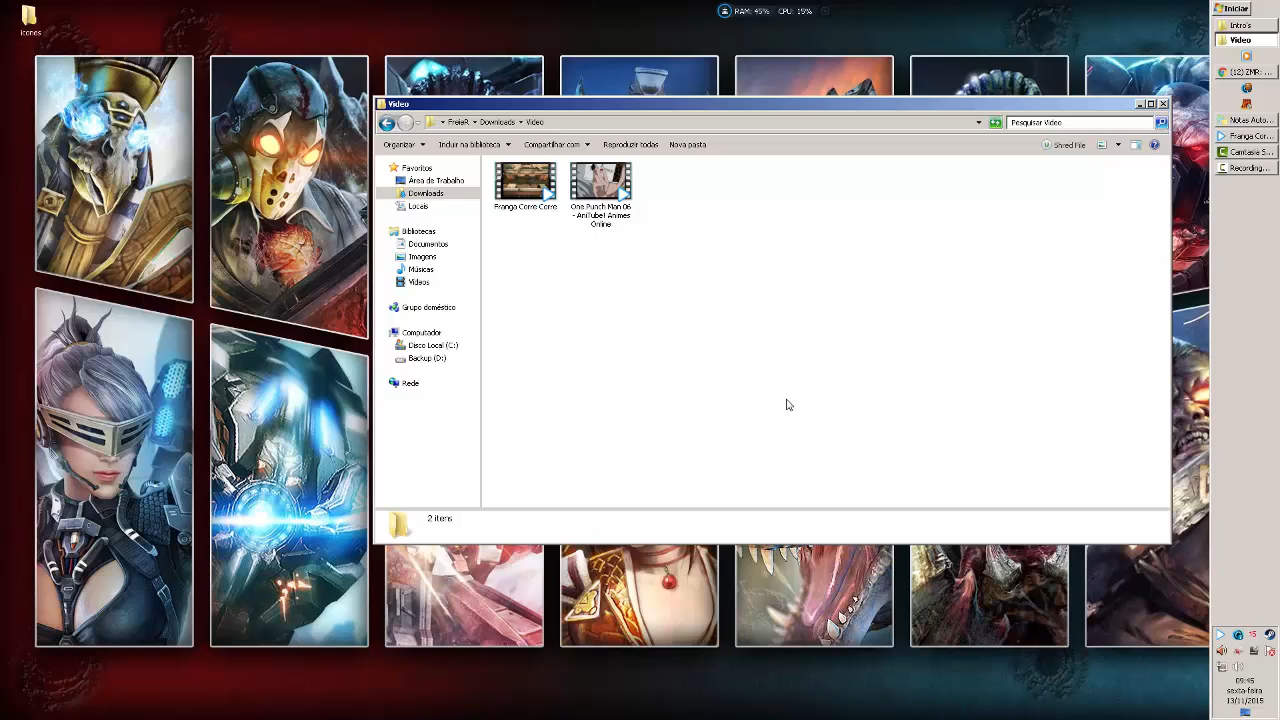 icones
RAM: 45% CPU: 15%
Iniciar
Intro's
Video
(12) ZMR: ...
Notas Auto...
Franga Cor...
Camtasia S...
Recording...
Video
FreieR ▸ Downloads ▸ Video
Pesquisar Video
Organizar
Incluir na biblioteca
Compartilhar com
Reproduzir todas
Nova pasta
Shred File
Favoritos
Área de Trabalho
Downloads
Locais
Bibliotecas
Documentos
Imagens
Músicas
Vídeos
Grupo doméstico
Computador
Disco Local (C:)
Backup (D:)
Rede
Franga Corre Corre
One Punch Man 06
- AniTube! Animes
Online
2 itens
15
09:45
sexta-feira
13/11/2015